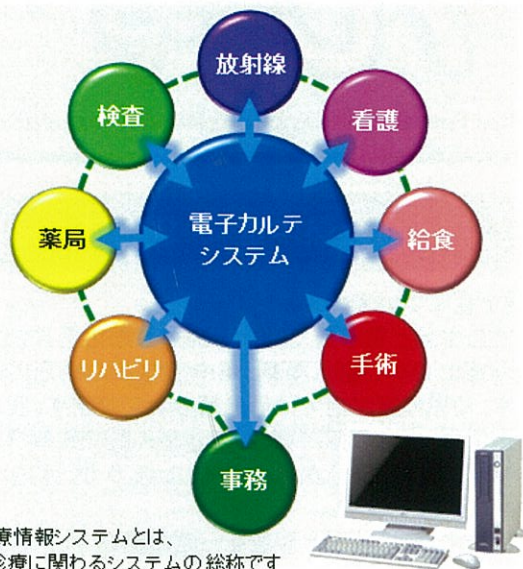 放射線
検査
看護
電子カルテ
システム
薬局
給食
リハビリ
手術
事務
療情報システムとは、
診療に関わるシステムの総称です